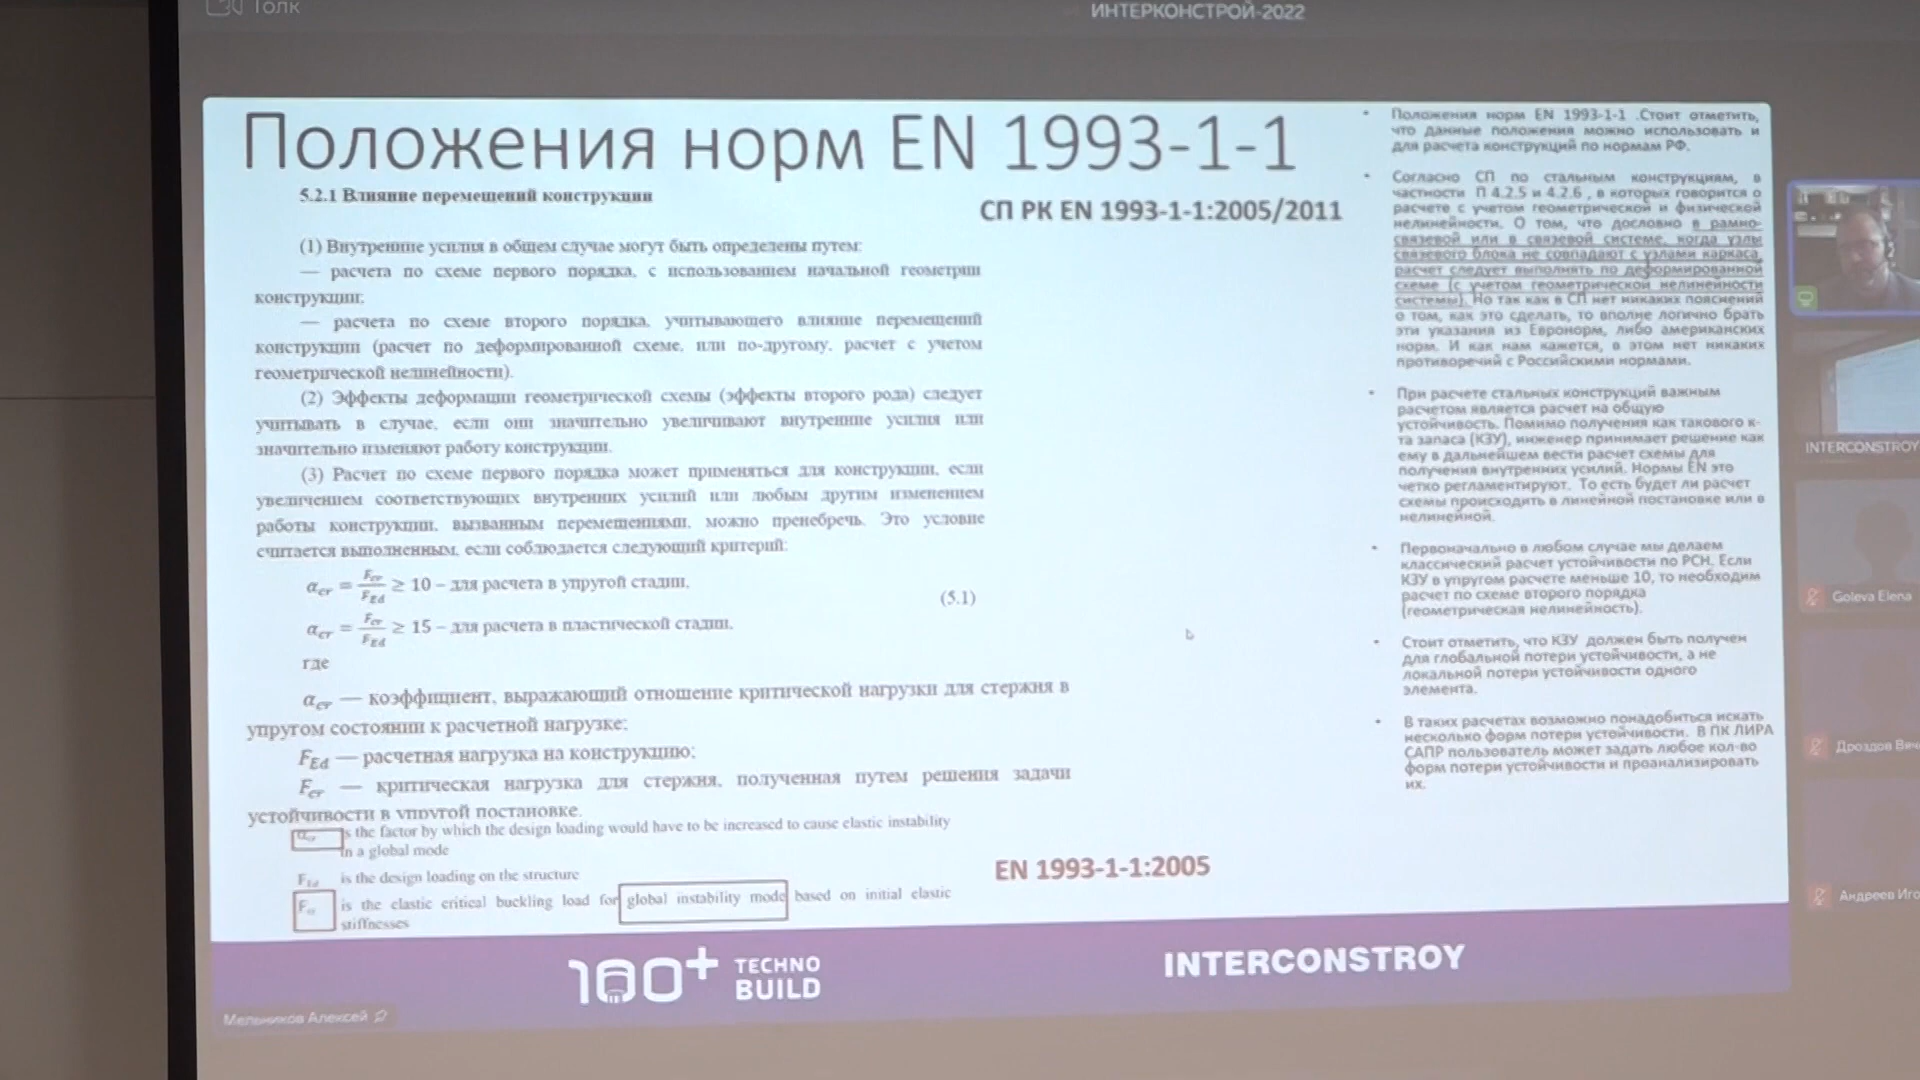 Толк
ИНТЕРКОНСТРОЙ-2022
Положения норм EN 1993-1-1
5.2.1 Влияние перемещений конструкции
СП РК EN 1993-1-1:2005/2011
(1) Внутренние усилия в общем случае могут быть определены путем:
— расчета по схеме первого порядка, с использованием начальной геометрии
конструкции;
— расчета по схеме второго порядка, учитывающего влияние перемещений
конструкции (расчет по деформированной схеме, или по-другому, расчет с учетом
геометрической нелинейности).
(2) Эффекты деформации геометрической схемы (эффекты второго рода) следует
учитывать в случае, если они значительно увеличивают внутренние усилия или
значительно изменяют работу конструкции.
(3) Расчет по схеме первого порядка может применяться для конструкции, если
увеличением соответствующих внутренних усилий или любым другим изменением
работы конструкции, вызванным перемещениями, можно пренебречь. Это условие
считается выполненным, если соблюдается следующий критерий:
α_cr = F_cr / F_Ed ≥ 10 – для расчета в упругой стадии,
(5.1)
α_cr = F_cr / F_Ed ≥ 15 – для расчета в пластической стадии,
где
α_cr — коэффициент, выражающий отношение критической нагрузки для стержня в
упругом состоянии к расчетной нагрузке;
F_Ed — расчетная нагрузка на конструкцию;
F_cr — критическая нагрузка для стержня, полученная путем решения задачи
устойчивости в упругой постановке.
α_cr is the factor by which the design loading would have to be increased to cause elastic instability
in a global mode
F_Ed is the design loading on the structure
F_cr is the elastic critical buckling load for global instability mode based on initial elastic
stiffnesses
EN 1993-1-1:2005
• Положения норм EN 1993-1-1 .Стоит отметить,
что данные положения можно использовать и
для расчета конструкций по нормам РФ.
• Согласно СП по стальным конструкциям, в
частности П 4.2.5 и 4.2.6 , в которых говорится о
расчете с учетом геометрической и физической
нелинейности. О том, что дословно в рамно-
связевой или в связевой системе, когда узлы
связевого блока не совпадают с узлами каркаса,
расчет следует выполнять по деформированной
схеме (с учетом геометрической нелинейности
системы). Но так как в СП нет никаких пояснений
о том, как это сделать, то вполне логично брать
эти указания из Евронорм, либо американских
норм. И как нам кажется, в этом нет никаких
противоречий с Российскими нормами.
• При расчете стальных конструкций важным
расчетом является расчет на общую
устойчивость. Помимо получения как такового к-
та запаса (КЗУ), инженер принимает решение как
ему в дальнейшем вести расчет схемы для
получения внутренних усилий. Нормы EN это
четко регламентируют. То есть будет ли расчет
схемы происходить в линейной постановке или в
нелинейной.
• Первоначально в любом случае мы делаем
классический расчет устойчивости по РСН. Если
КЗУ в упругом расчете меньше 10, то необходим
расчет по схеме второго порядка
(геометрическая нелинейность).
• Стоит отметить, что КЗУ должен быть получен
для глобальной потери устойчивости, а не
локальной потери устойчивости одного
элемента.
• В таких расчетах возможно понадобиться искать
несколько форм потери устойчивости. В ПК ЛИРА
САПР пользователь может задать любое кол-во
форм потери устойчивости и проанализировать
их.
INTERCONSTROY
Goleva Elena
Дроздов Вяч
Андреев Иго
100+ TECHNO
BUILD
INTERCONSTROY
Мельников Алексей